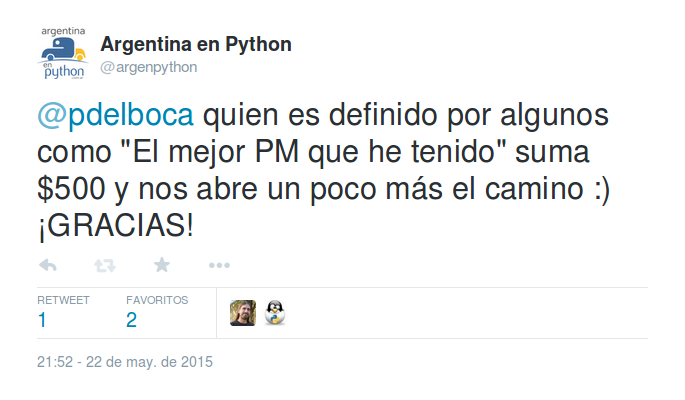 argentina
en
python
Argentina en Python
@argenpython
@pdelboca quien es definido por algunos
como "El mejor PM que he tenido" suma
$500 y nos abre un poco más el camino :)
¡GRACIAS!
RETWEET
FAVORITOS
1
2
21:52 - 22 de may. de 2015